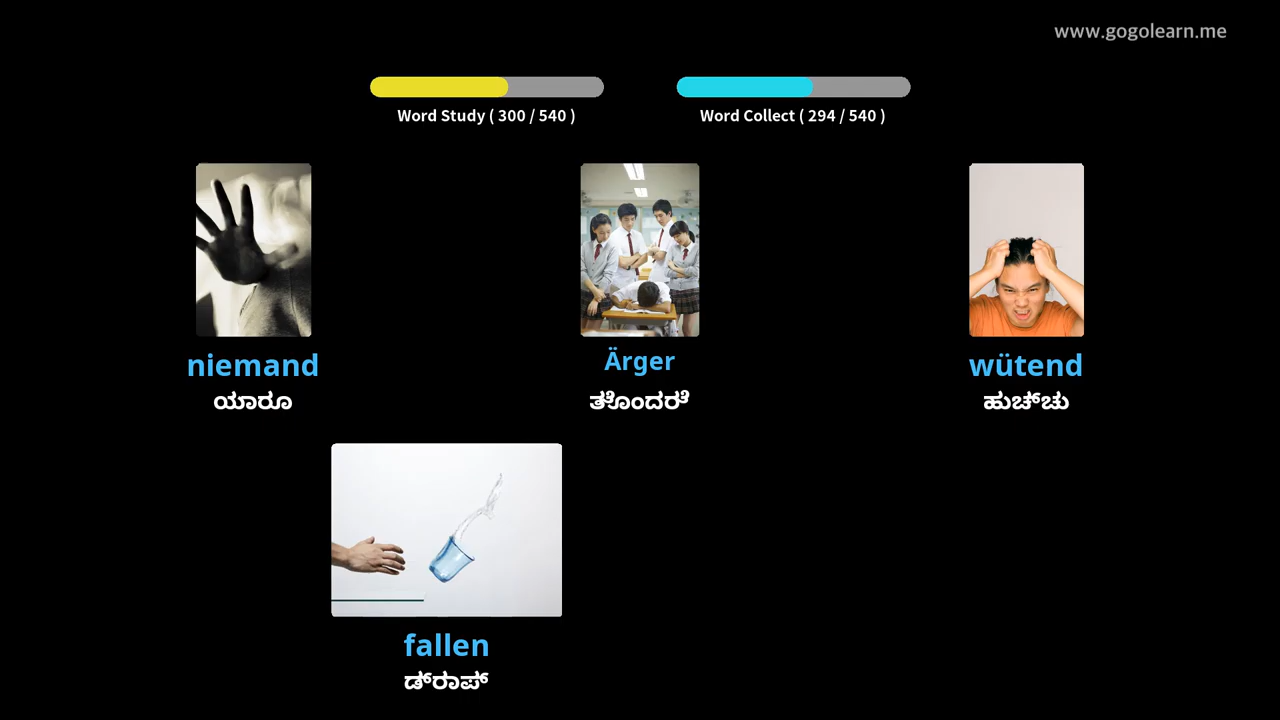 www.gogolearn.me
Word Study ( 300 / 540 )
Word Collect ( 294 / 540 )
niemand
Ärger
wütend
ಯಾರೂ
ತೊಂದರೆ
ಹುಚ್ಚು
fallen
ಡ್ರಾಪ್